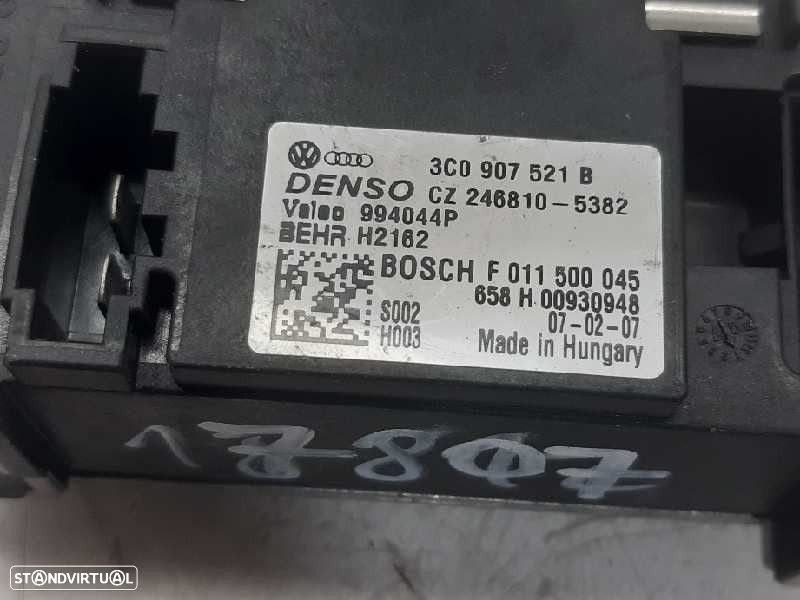 3C0 907 521 B
DENSO CZ 246810-5382
Valeo 994044P
BEHR H2162
BOSCH F 011 500 045
658 H 00930948
S002 07-02-07
H003 Made in Hungary
17807
STANDVIRTUAL